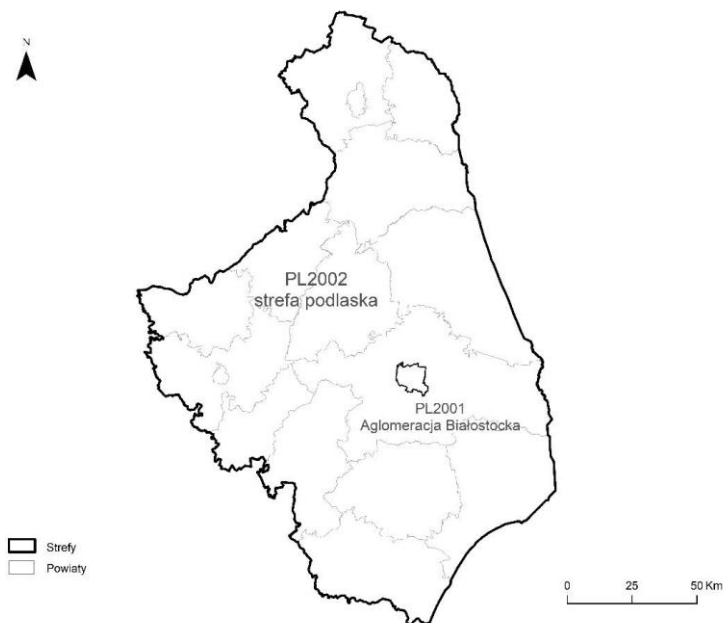 N
PL2002
strefa podlaska
PL2001
Aglomeracja Białostocka
Strefy
Powiaty
0 25 50 Km